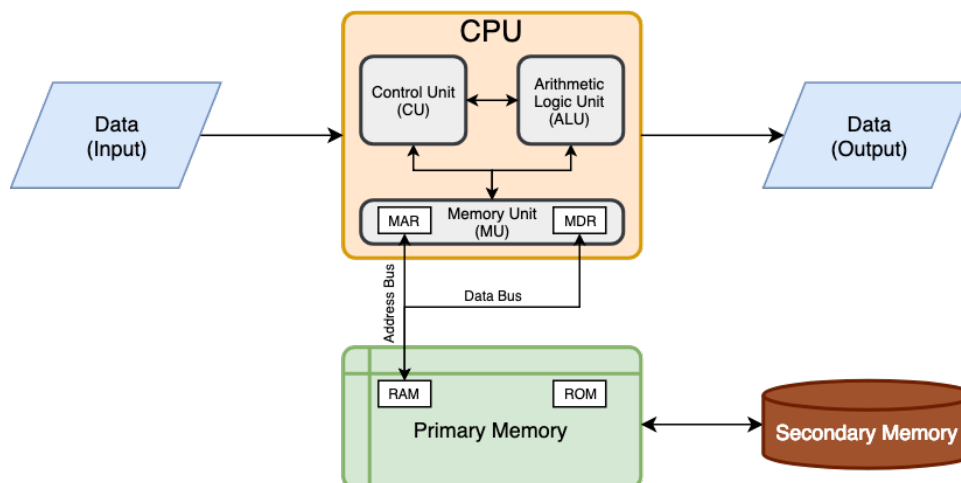 CPU
Control Unit
(CU)
Arithmetic
Logic Unit
(ALU)
Data
(Input)
Data
(Output)
MAR
Memory Unit
(MU)
MDR
Address Bus
Data Bus
RAM
ROM
Primary Memory
Secondary Memory